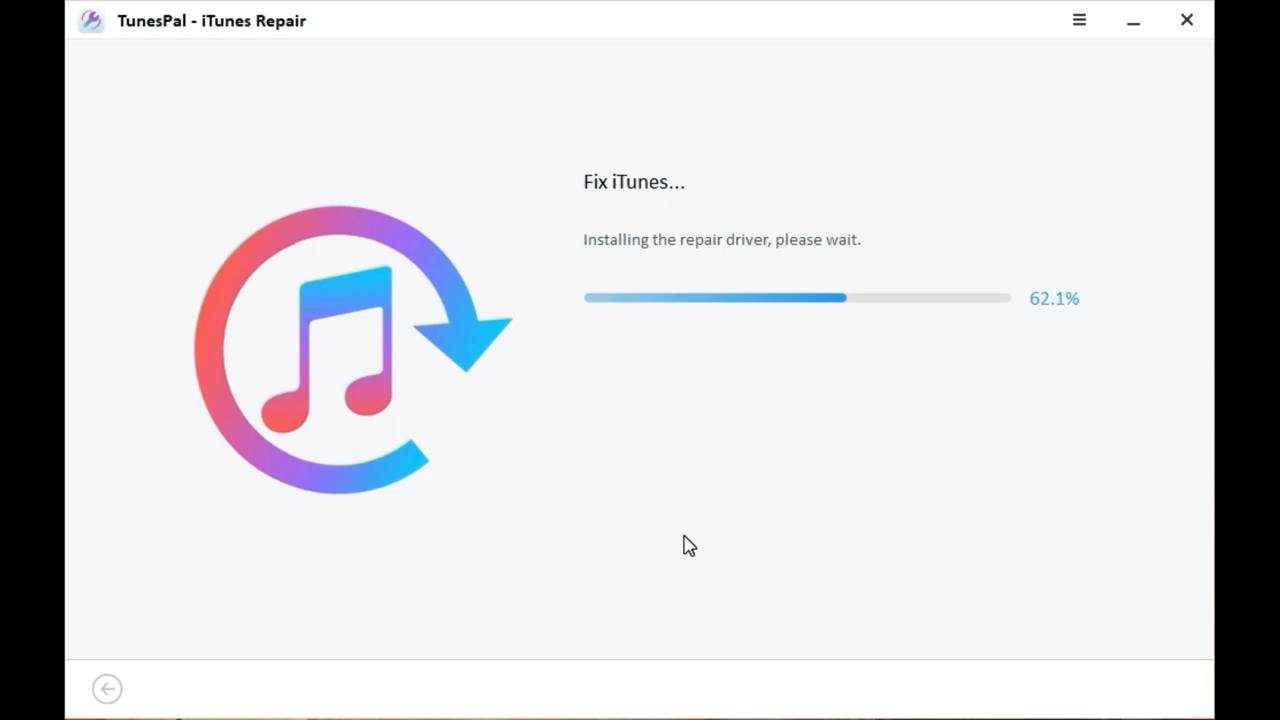 TunesPal - iTunes Repair
Fix iTunes...
Installing the repair driver, please wait.
62.1%